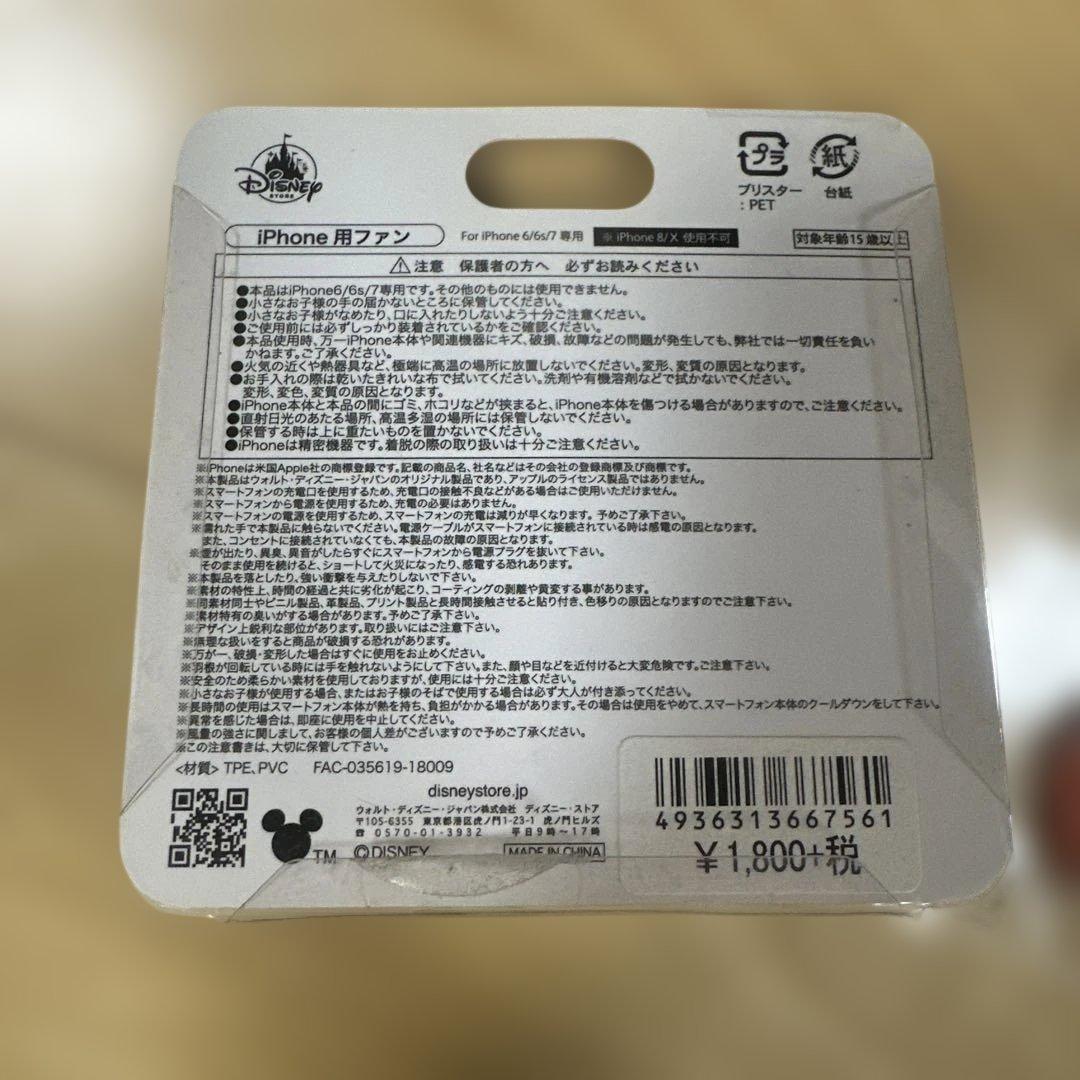 Disney
STORE
プラ
紙
ブリスター
: PET
台紙
iPhone 用ファン
For iPhone 6/6s/7 専用
※ iPhone 8/X 使用不可
対象年齢15歳以上
⚠注意 保護者の方へ 必ずお読みください
●本品はiPhone6/6s/7専用です。その他のものには使用できません。
●小さなお子様の手の届かないところに保管してください。
●小さなお子様がなめたり、口に入れたりしないよう十分ご注意ください。
●ご使用前には必ずしっかり装着されているかをご確認ください。
●本品使用時、万一iPhone本体や関連機器にキズ、破損、故障などの問題が発生しても、弊社では一切責任を負い
かねます。ご了承ください。
●火気の近くや熱器具など、極端に高温の場所に放置しないでください。変形、変質の原因となります。
●お手入れの際は乾いたきれいな布で拭いてください。洗剤や有機溶剤などで拭かないでください。
変形、変色、変質の原因となります。
●iPhone本体と本品の間にゴミ、ホコリなどが挟まると、iPhone本体を傷つける場合がありますので、ご注意ください。
●直射日光のあたる場所、高温多湿の場所には保管しないでください。
●保管する時は上に重たいものを置かないでください。
●iPhoneは精密機器です。着脱の際の取り扱いは十分ご注意ください。
※iPhoneは米国Apple社の商標登録です。記載の商品名、社名などはその会社の登録商標及び商標です。
※本製品はウォルト・ディズニー・ジャパンのオリジナル製品であり、アップルのライセンス製品ではありません。
※スマートフォンの充電口を使用するため、充電口の接触不良などがある場合はご使用いただけません。
※スマートフォンから電源を使用するため、充電の必要はありません。
※スマートフォンの電源を使用するため、スマートフォンの充電は減りが早くなります。予めご了承下さい。
※濡れた手で本製品に触らないでください。電源ケーブルがスマートフォンに接続されている時は感電の原因となります。
また、コンセントに接続されていなくても、本製品の故障の原因となります。
※煙が出たり、異臭、異音がしたらすぐにスマートフォンから電源プラグを抜いて下さい。
そのまま使用を続けると、ショートして火災になったり、感電する恐れあります。
※本製品を落としたり、強い衝撃を与えたりしないで下さい。
※素材の特性上、時間の経過と共に劣化が起こり、コーティングの剥離や黄変する事があります。
※同素材同士やビニル製品、革製品、プリント製品と長時間接触させると貼り付き、色移りの原因となりますのでご注意下さい。
※素材特有の臭いがする場合があります。予めご了承下さい。
※デザイン上鋭利な部位があります。取り扱いにはご注意下さい。
※無理な扱いをすると商品が破損する恐れがあります。
※万が一、破損・変形した場合はすぐに使用をお止めください。
※羽根が回転している時には手を触れないようにして下さい。また、顔や目などを近付けると大変危険です。ご注意下さい。
※安全のため柔らかい素材を使用しておりますが、使用には十分ご注意ください。
※小さなお子様が使用する場合、またはお子様のそばで使用する場合は必ず大人が付き添ってください。
※長時間の使用はスマートフォン本体が熱を持ち、負担がかかる場合があります。その場合は使用をやめて、スマートフォン本体のクールダウンをして下さい。
※異常を感じた場合は、即座に使用を中止してください。
※風量の強さに関しまして、お客様の個人差がございますので予めご了承ください。
※この注意書きは、大切に保管して下さい。
<材質> TPE、PVC FAC-035619-18009
disneystore.jp
ウォルト・ディズニー・ジャパン株式会社 ディズニー・ストア
〒105-6355 東京都港区虎ノ門1-23-1 虎ノ門ヒルズ
☎ 0570-01-3932 平日9時～17時
TM
©DISNEY
MADE IN CHINA
4936313667561
¥1,800+税